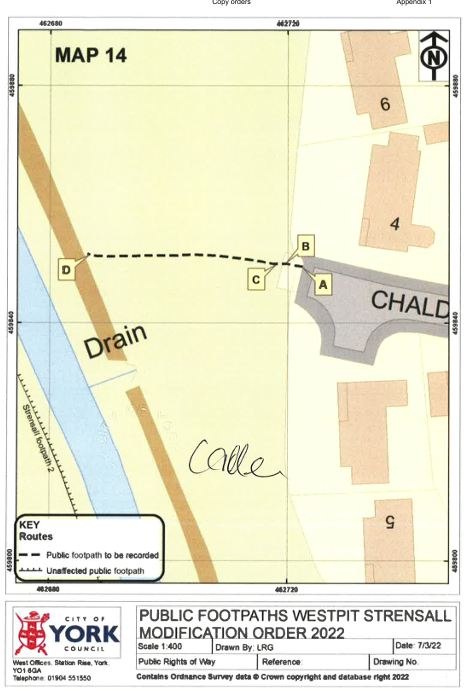 Copy orders
Appendix 1
462680
462720
MAP 14
N
459880
459880
6
4
B
D
C
A
CHALD
459840
459840
Drain
Strensall footpath 2
5
KEY
Routes
Public footpath to be recorded
Unaffected public footpath
459800
459800
462680
462720
CITY OF
YORK
COUNCIL
West Offices. Station Rise, York,
YO1 6GA
Telephone: 01904 551550
PUBLIC FOOTPATHS WESTPIT STRENSALL
MODIFICATION ORDER 2022
Scale 1:400
Drawn By: LRG
Date: 7/3/22
Public Rights of Way
Reference:
Drawing No.
Contains Ordnance Survey data © Crown copyright and database right 2022